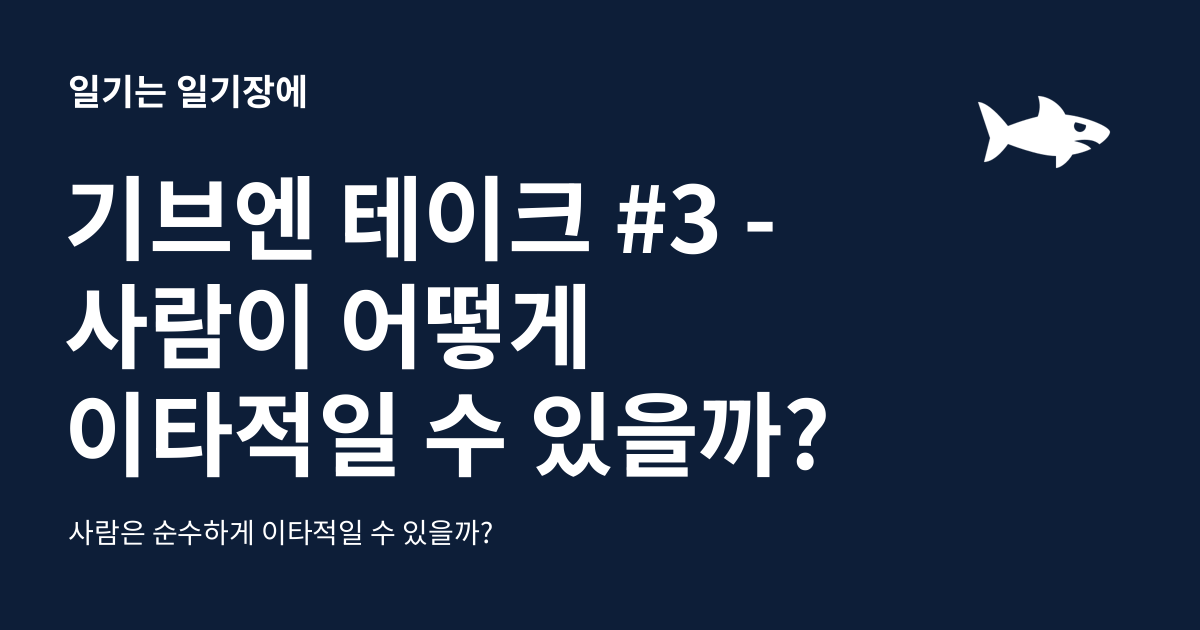 일기는 일기장에
기브엔 테이크 #3 -
사람이 어떻게
이타적일 수 있을까?
사람은 순수하게 이타적일 수 있을까?